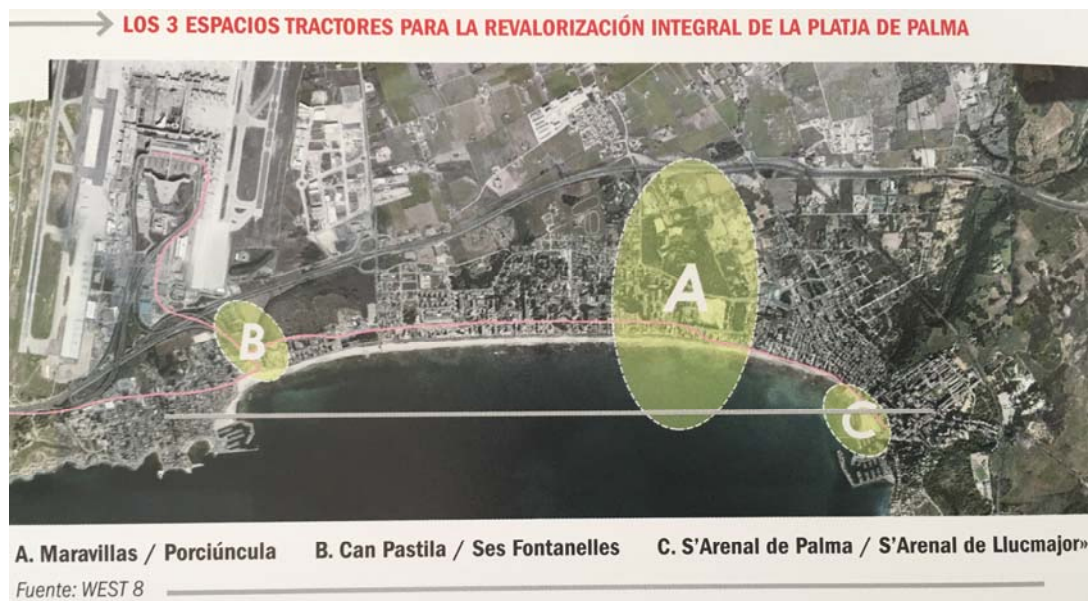 LOS 3 ESPACIOS TRACTORES PARA LA REVALORIZACIÓN INTEGRAL DE LA PLATJA DE PALMA
A
B
C
A. Maravillas / Porciúncula B. Can Pastila / Ses Fontanelles C. S'Arenal de Palma / S'Arenal de Llucmajor»
Fuente: WEST 8